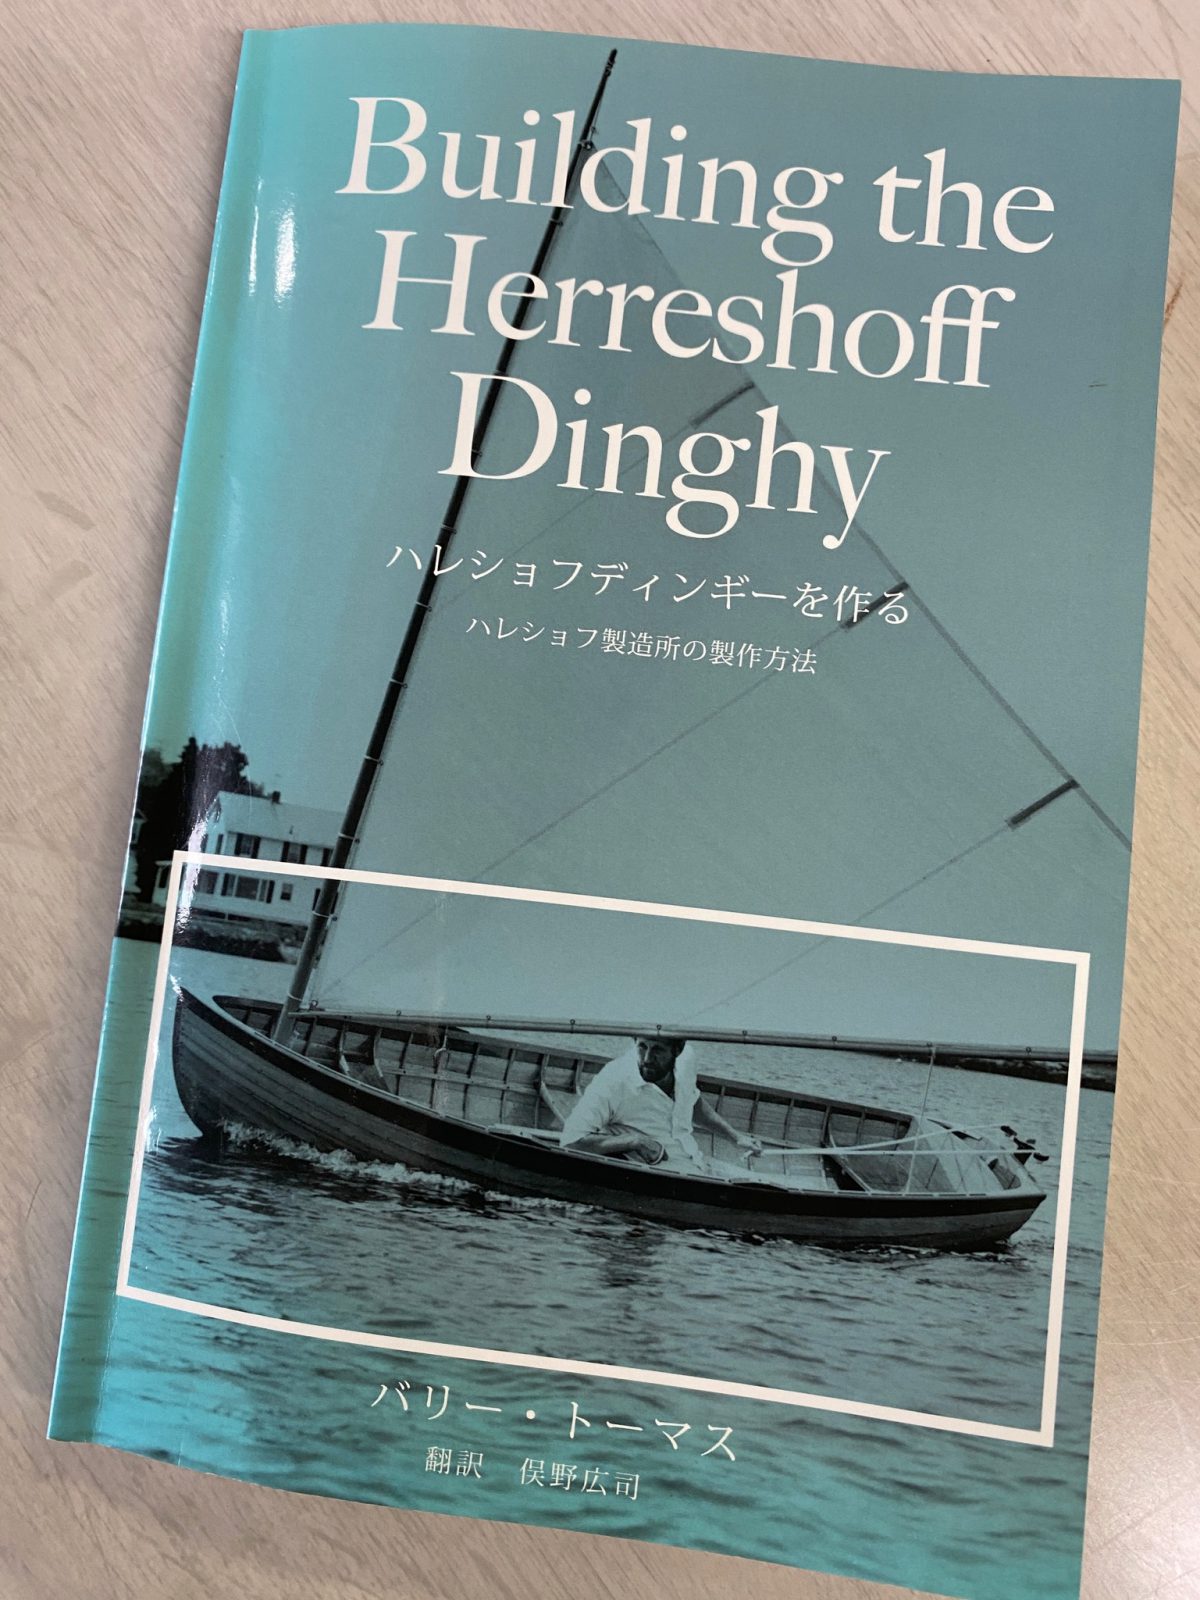 Building the
Herreshoff
Dinghy
ハレショフディンギーを作る
ハレショフ製造所の製作方法
バリー・トーマス
翻訳　俣野広司